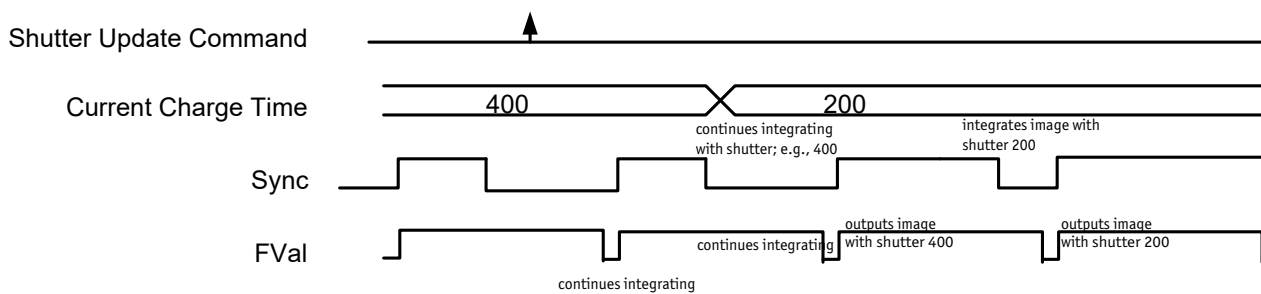 Shutter Update Command
Current Charge Time
400
200
continues integrating
with shutter; e.g., 400
integrates image with
shutter 200
Sync
FVal
continues integrating
continues integrating
outputs image
with shutter 400
outputs image
with shutter 200